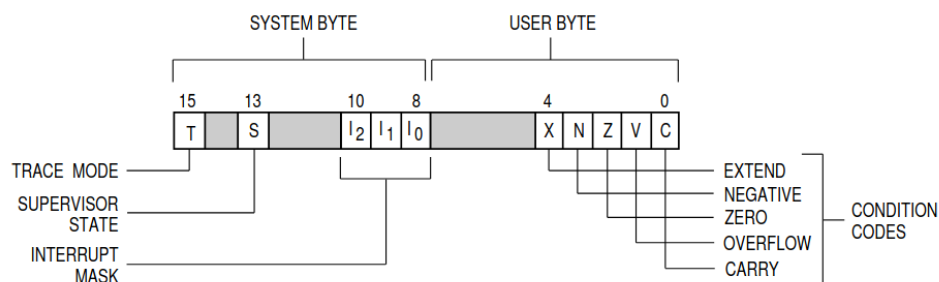 SYSTEM BYTE USER BYTE
15 13 10 8 4 0
T S I2 I1 I0 X N Z V C
TRACE MODE
SUPERVISOR
STATE
INTERRUPT
MASK
EXTEND
NEGATIVE
ZERO
OVERFLOW
CARRY
CONDITION
CODES